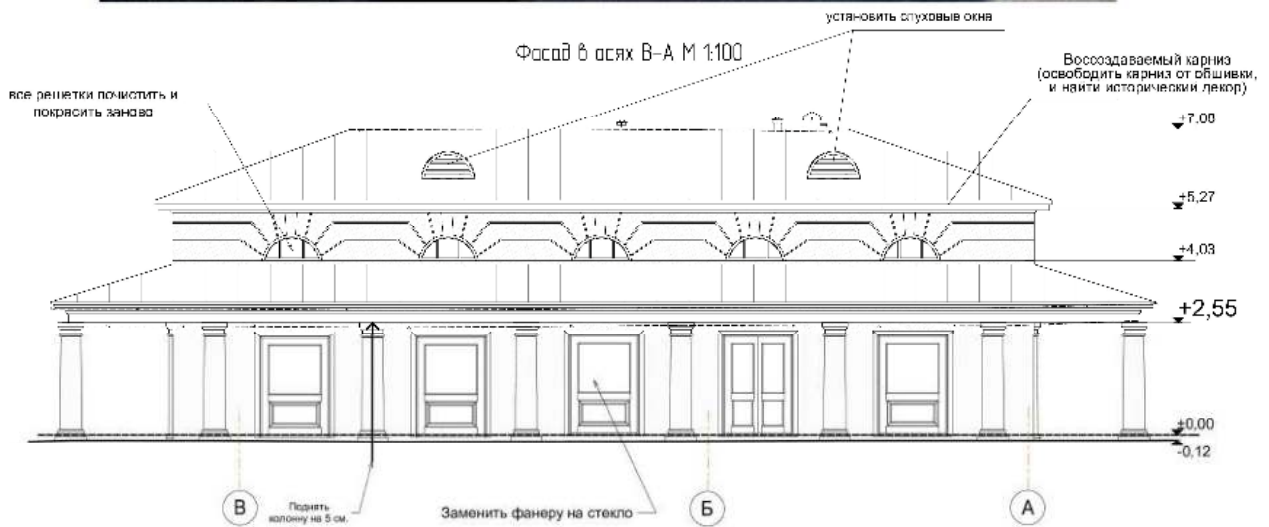 установить слуховые окна
Фасад в осях В-А М 1:100
Воссоздаваемый карниз
(освободить карниз от обшивки,
и найти исторический декор)
все решетки почистить и
покрасить заново
+7,00
+5,27
+4,03
+2,55
±0,00
-0,12
В
Поднять
колонну на 5 см.
Заменить фанеру на стекло
Б
А